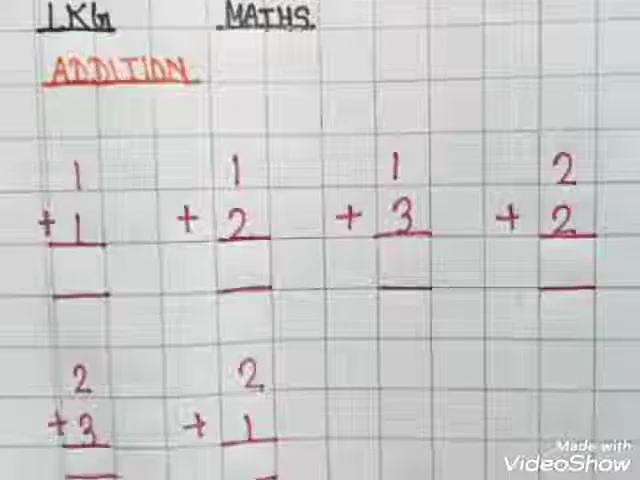 LKG MATHS
ADDITION
1 1 1 2
+ 1 + 2 + 3 + 2
2 2
+ 3 + 1
Made with
VideoShow